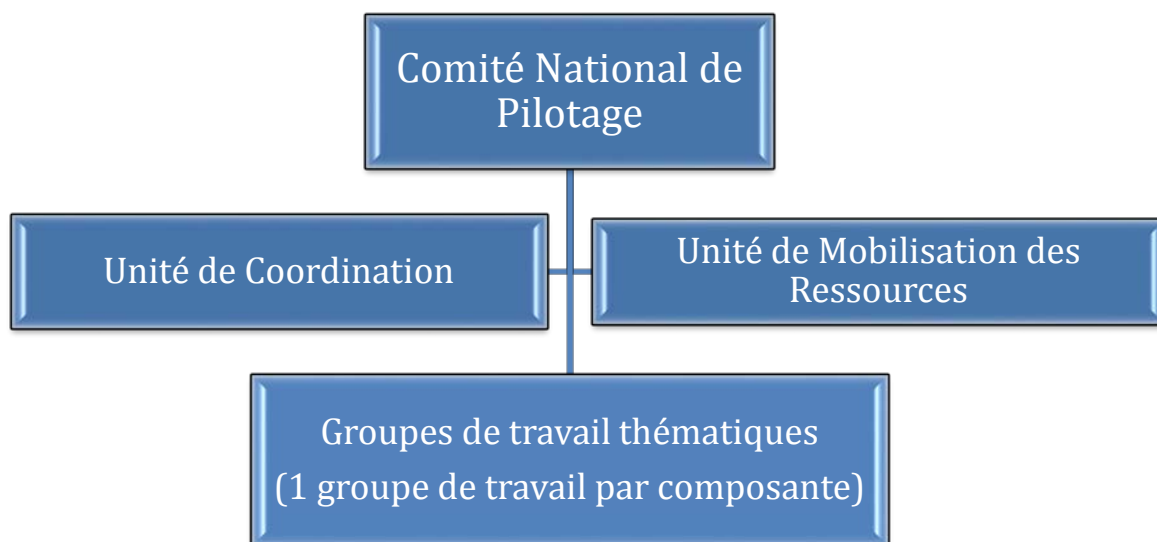 Comité National de
Pilotage
Unité de Coordination
Unité de Mobilisation des
Ressources
Groupes de travail thématiques
(1 groupe de travail par composante)